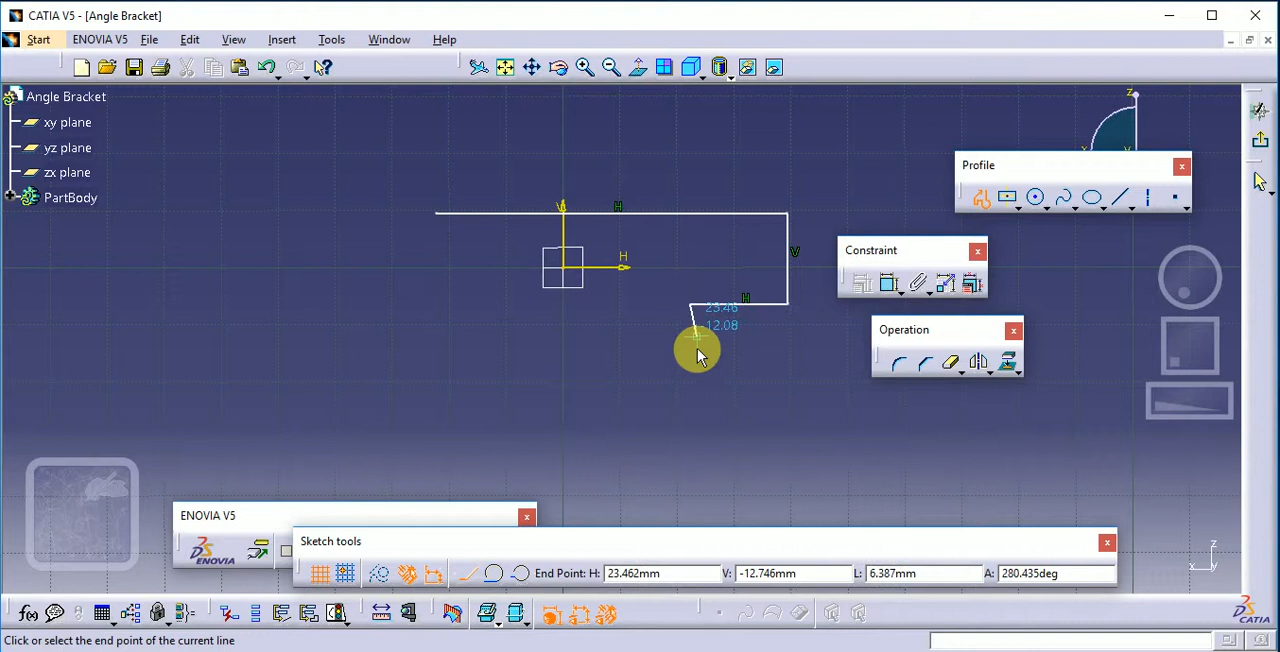 CATIA V5 - [Angle Bracket]
Start ENOVIA V5 File Edit View Insert Tools Window Help
Angle Bracket
xy plane
yz plane
zx plane
PartBody
z
x
y
Profile
V
H
H
V
H
23.46
-12.08
Constraint
Operation
ENOVIA V5
ENOVIA
Sketch tools
End Point: H: 23.462mm V: -12.746mm L: 6.387mm A: 280.435deg
z
x
y
f(x)
CATIA
Click or select the end point of the current line